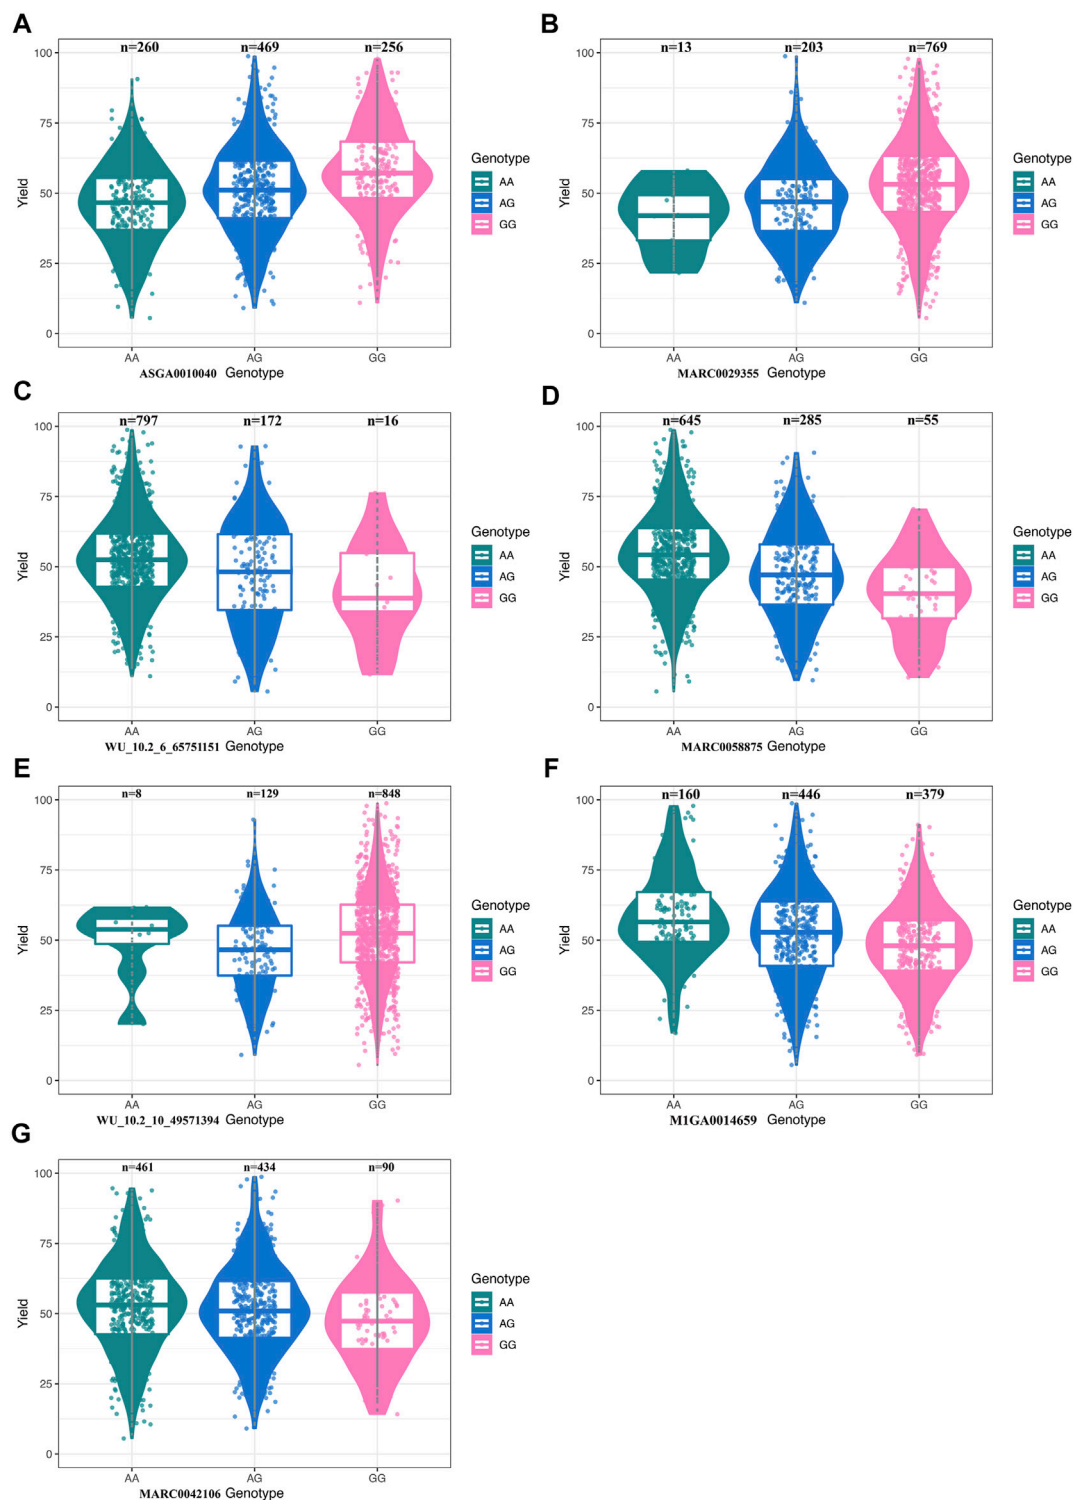 A
n=260 n=469 n=256
100
75
50
25
0
Yield
AA AG GG
ASGA0010040 Genotype
Genotype
AA
AG
GG
B
n=13 n=203 n=769
100
75
50
25
0
Yield
AA AG GG
MARC0029355 Genotype
Genotype
AA
AG
GG
C
n=797 n=172 n=16
100
75
50
25
0
Yield
AA AG GG
WU_10.2_6_65751151 Genotype
Genotype
AA
AG
GG
D
n=645 n=285 n=55
100
75
50
25
0
Yield
AA AG GG
MARC0058875 Genotype
Genotype
AA
AG
GG
E
n=8 n=129 n=848
100
75
50
25
0
Yield
AA AG GG
WU_10.2_10_49571394 Genotype
Genotype
AA
AG
GG
F
n=160 n=446 n=379
100
75
50
25
0
Yield
AA AG GG
M1GA0014659 Genotype
Genotype
AA
AG
GG
G
n=461 n=434 n=90
100
75
50
25
0
Yield
AA AG GG
MARC0042106 Genotype
Genotype
AA
AG
GG